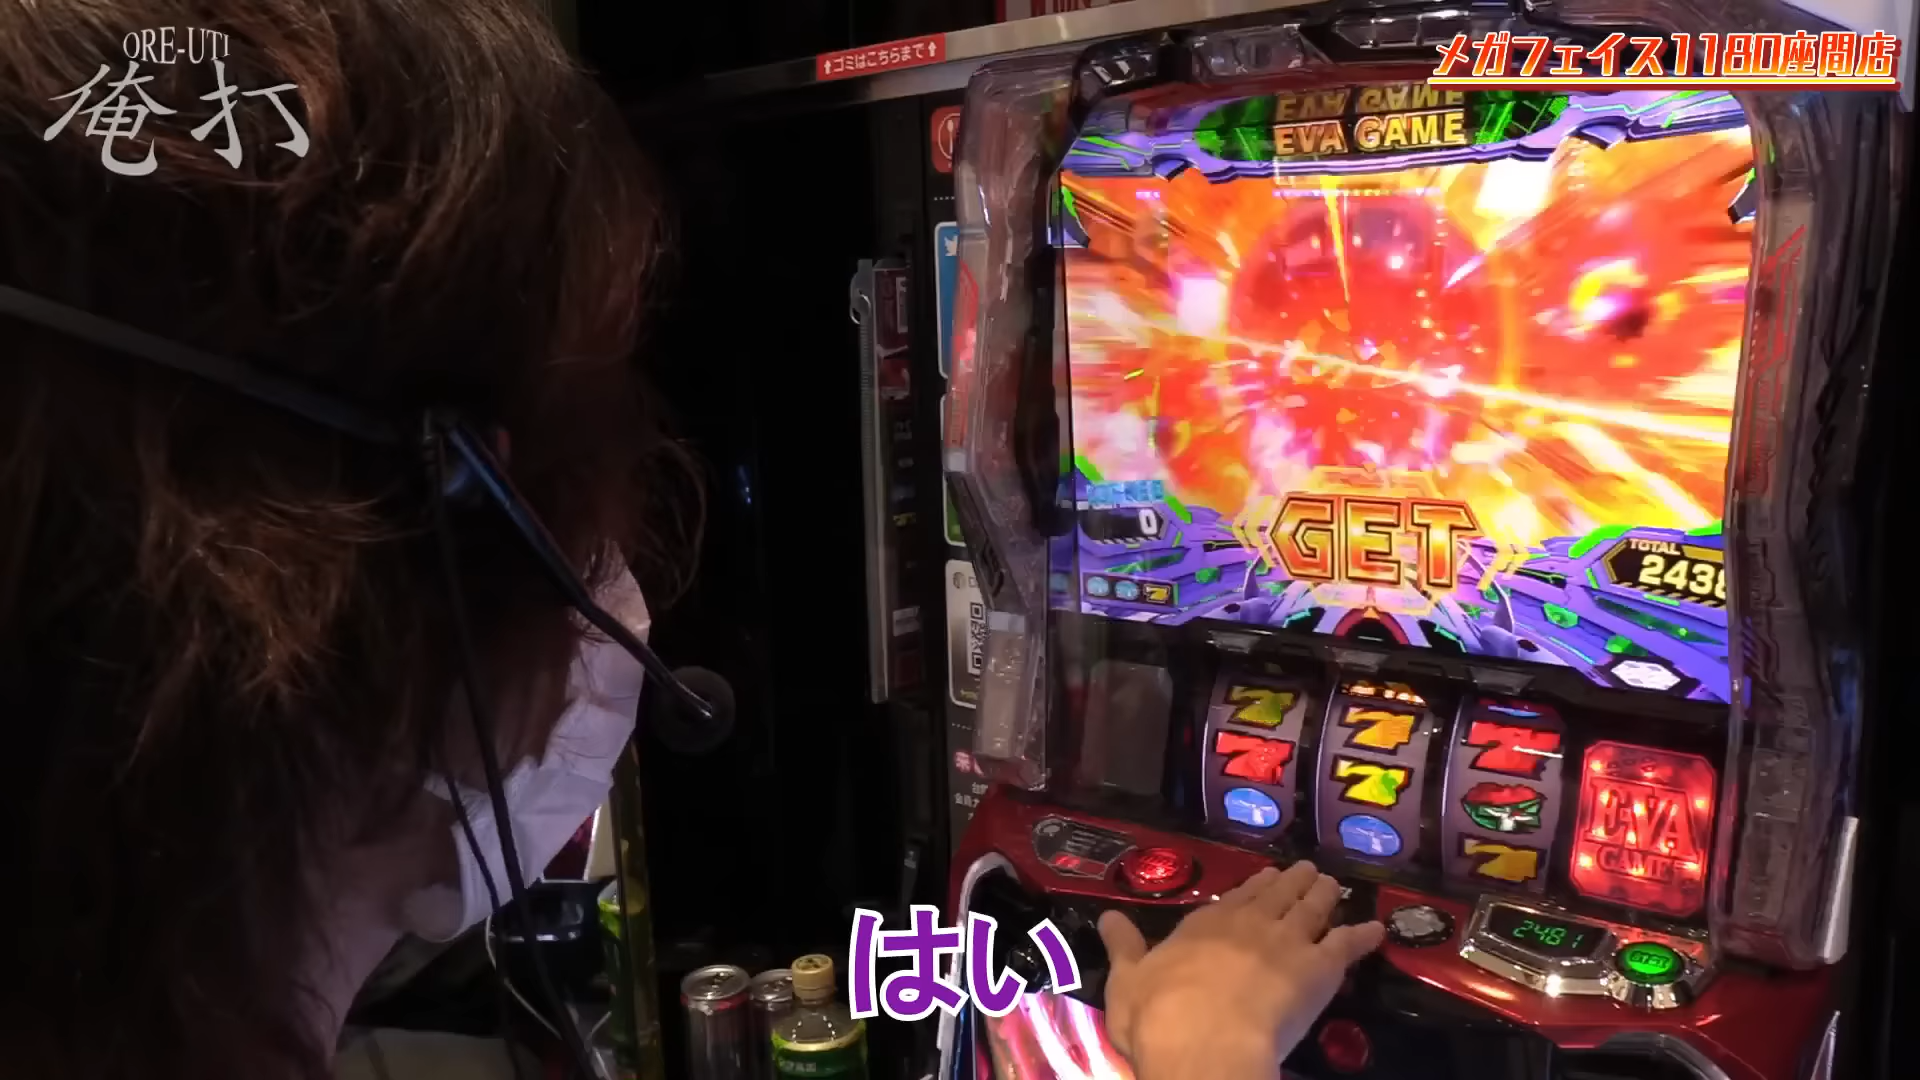 ORE-UTI
俺打
↑ゴミはこちらまで↑
メガフェイス1180座間店
EVA GAME
EVA GAME
0
GET
TOTAL
2438
EVA
GAME
2481
はい